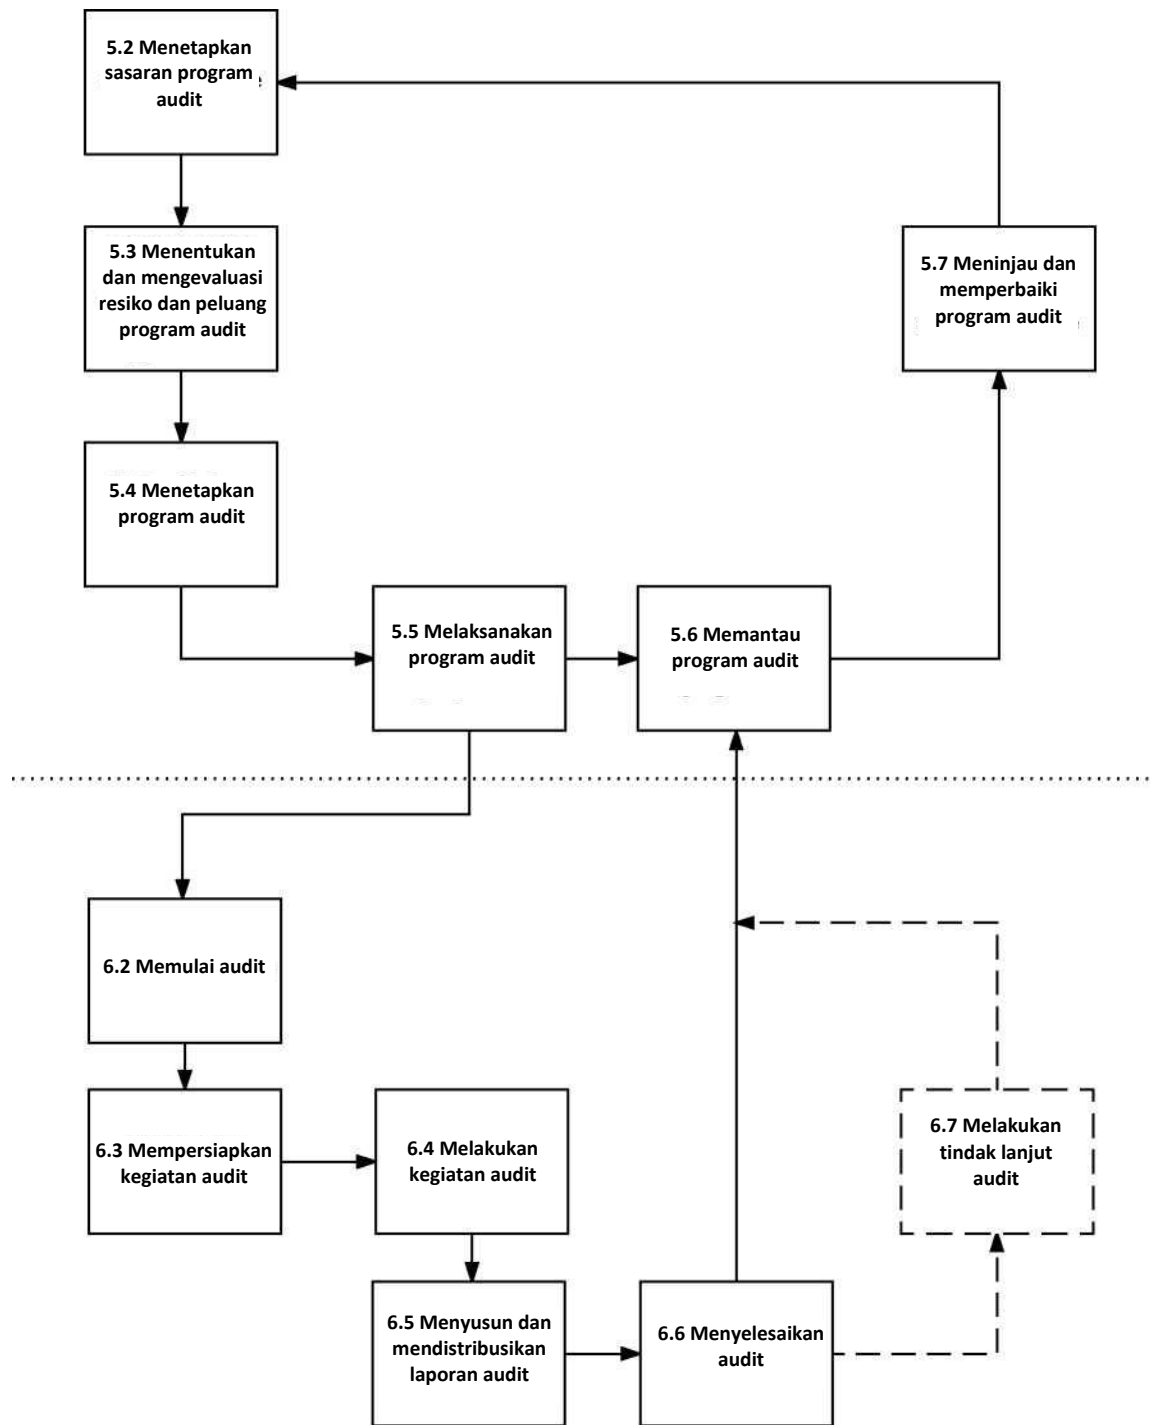 5.2 Menetapkan
sasaran program
audit
5.3 Menentukan
dan mengevaluasi
resiko dan peluang
program audit
5.7 Meninjau dan
memperbaiki
program audit
5.4 Menetapkan
program audit
5.5 Melaksanakan
program audit
5.6 Memantau
program audit
6.2 Memulai audit
6.3 Mempersiapkan
kegiatan audit
6.4 Melakukan
kegiatan audit
6.7 Melakukan
tindak lanjut
audit
6.5 Menyusun dan
mendistribusikan
laporan audit
6.6 Menyelesaikan
audit